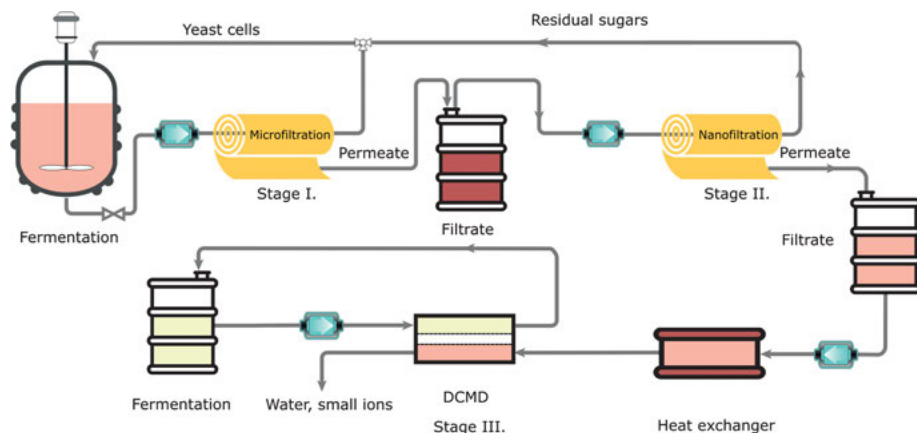 Residual sugars
Yeast cells
Microfiltration
Nanofiltration
Permeate
Permeate
Stage I.
Stage II.
Filtrate
Fermentation
Filtrate
DCMD
Fermentation
Water, small ions
Stage III.
Heat exchanger